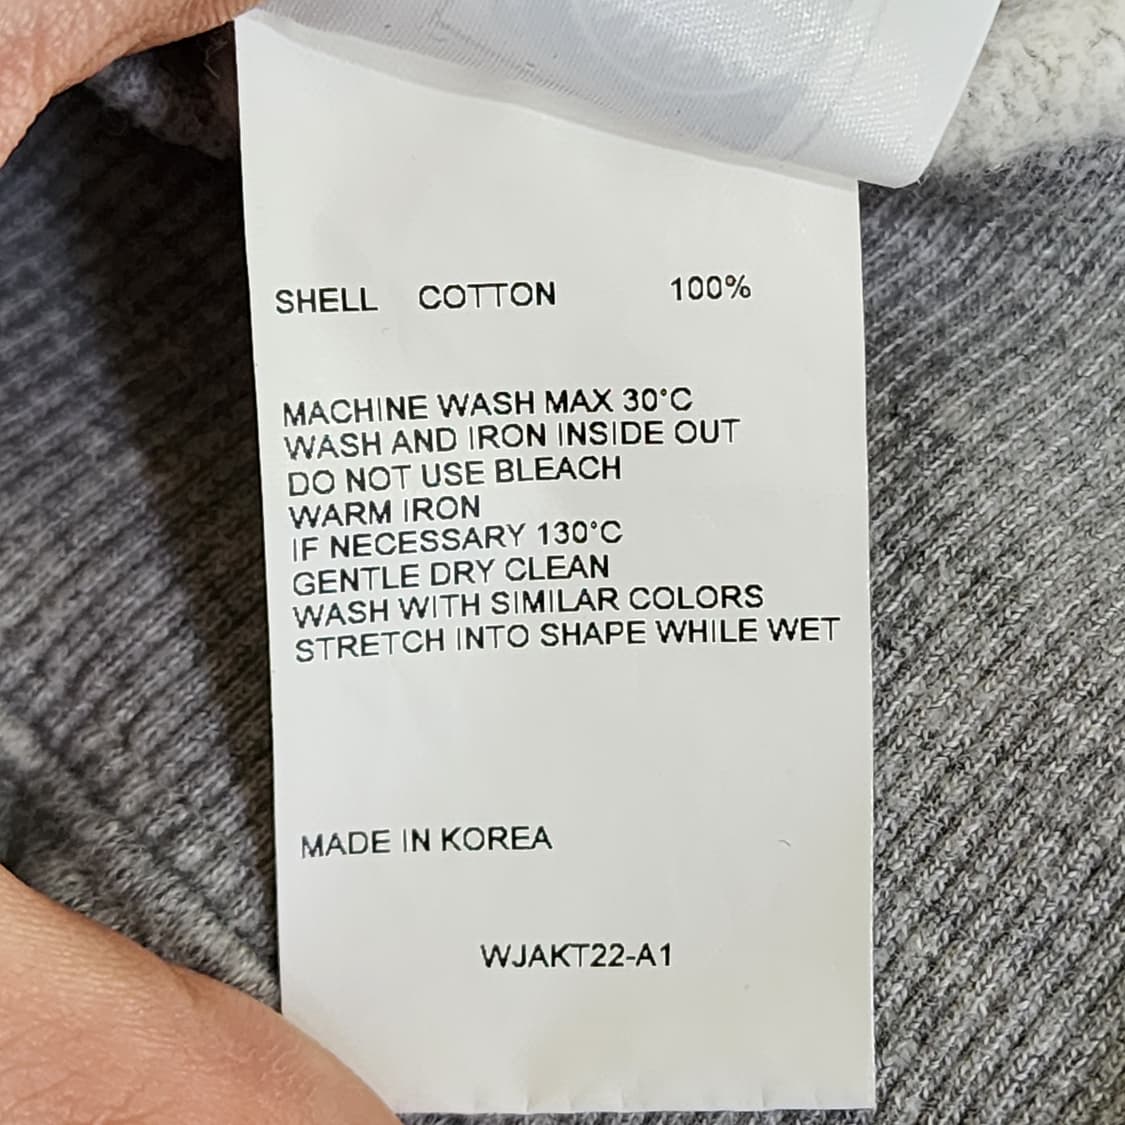 SHELL COTTON 100%
MACHINE WASH MAX 30°C
WASH AND IRON INSIDE OUT
DO NOT USE BLEACH
WARM IRON
IF NECESSARY 130°C
GENTLE DRY CLEAN
WASH WITH SIMILAR COLORS
STRETCH INTO SHAPE WHILE WET
MADE IN KOREA
WJAKT22-A1